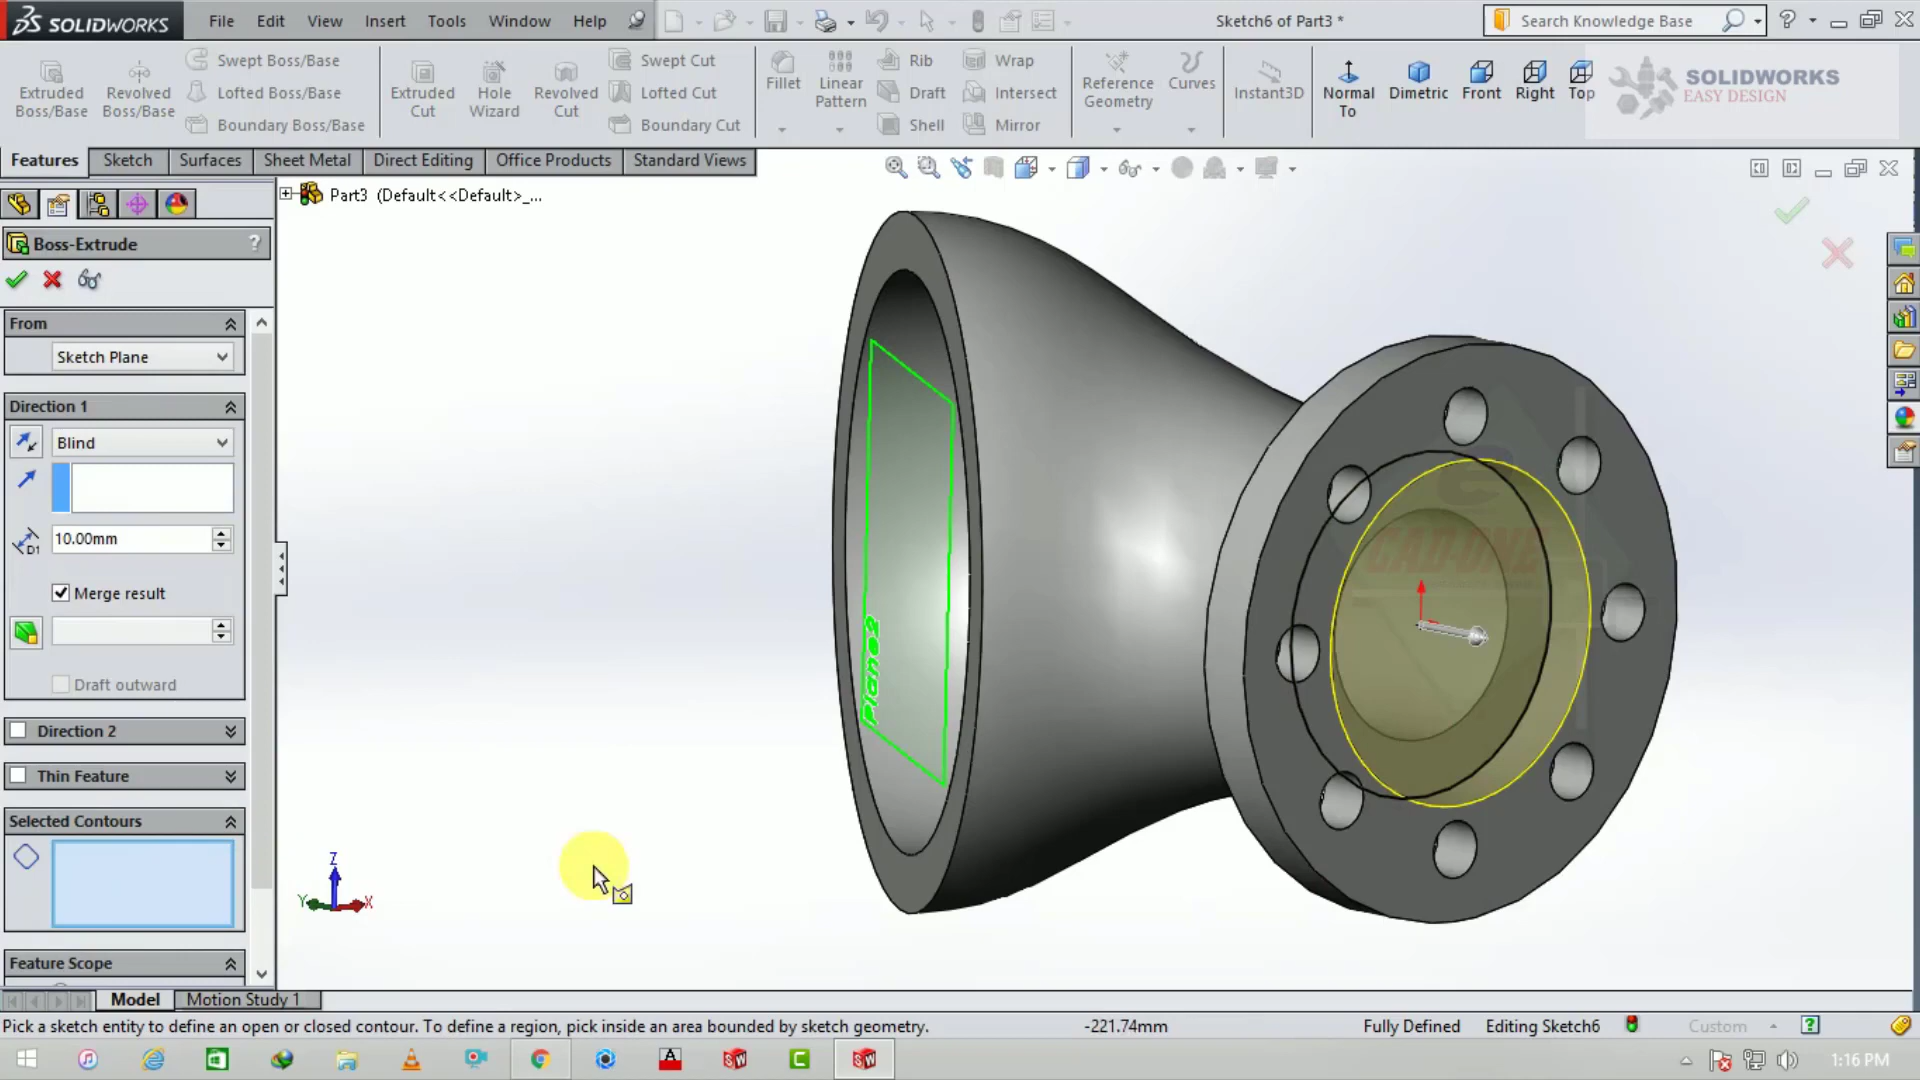 SOLIDWORKS File Edit View Insert Tools Window Help Sketch6 of Part3 * Search Knowledge Base
Extruded Boss/Base
Revolved Boss/Base
Swept Boss/Base
Lofted Boss/Base
Boundary Boss/Base
Extruded Cut
Hole Wizard
Revolved Cut
Swept Cut
Lofted Cut
Boundary Cut
Fillet
Linear Pattern
Rib
Draft
Shell
Wrap
Intersect
Mirror
Reference Geometry
Curves
Instant3D
Normal To
Dimetric
Front
Right
Top
SOLIDWORKS
EASY DESIGN
Features Sketch Surfaces Sheet Metal Direct Editing Office Products Standard Views
Part3 (Default<<Default>_...
Boss-Extrude ?
From
Sketch Plane
Direction 1
Blind
D1 10.00mm
Merge result
Draft outward
Direction 2
Thin Feature
Selected Contours
Feature Scope
Plane2
CAD ONE
Z
Y X
Model Motion Study 1
Pick a sketch entity to define an open or closed contour. To define a region, pick inside an area bounded by sketch geometry. -221.74mm Fully Defined Editing Sketch6 Custom
1:16 PM